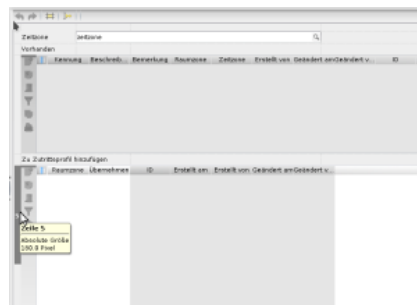 Zeitzone zeitzone
Vorhanden
Kennung Beschreib... Bemerkung Raumzone Zeitzone Erstellt von Geändert am Geändert v... ID
Zu Zutrittsprofil hinzufügen
Raumzone Übernehmen ID Erstellt am Erstellt von Geändert am Geändert v...
Zeile 5
Absolute Größe
160.0 Pixel